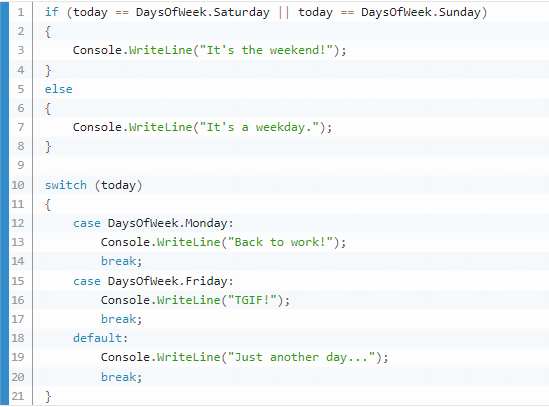 1 if (today == DaysOfWeek.Saturday || today == DaysOfWeek.Sunday)
2 {
3     Console.WriteLine("It's the weekend!");
4 }
5 else
6 {
7     Console.WriteLine("It's a weekday.");
8 }
9
10 switch (today)
11 {
12     case DaysOfWeek.Monday:
13         Console.WriteLine("Back to work!");
14         break;
15     case DaysOfWeek.Friday:
16         Console.WriteLine("TGIF!");
17         break;
18     default:
19         Console.WriteLine("Just another day...");
20         break;
21 }